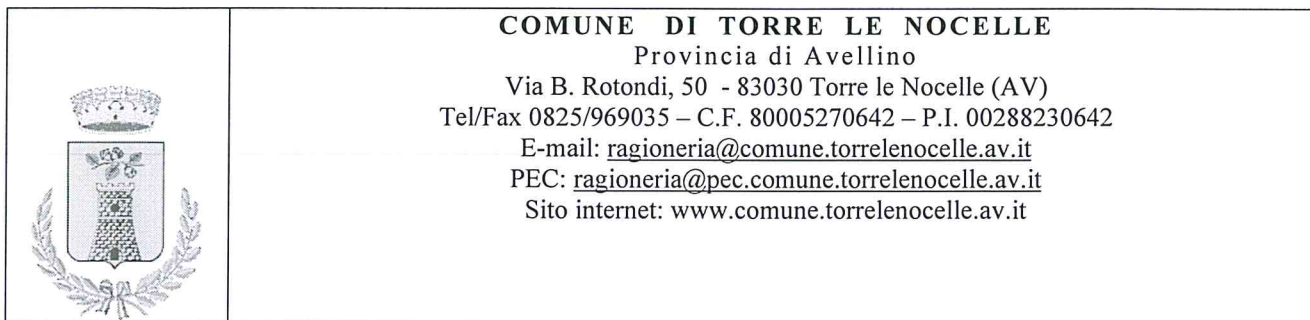 COMUNE DI TORRE LE NOCELLE
Provincia di Avellino
Via B. Rotondi, 50 - 83030 Torre le Nocelle (AV)
Tel/Fax 0825/969035 – C.F. 80005270642 – P.I. 00288230642
E-mail: ragioneria@comune.torrelenocelle.av.it
PEC: ragioneria@pec.comune.torrelenocelle.av.it
Sito internet: www.comune.torrelenocelle.av.it